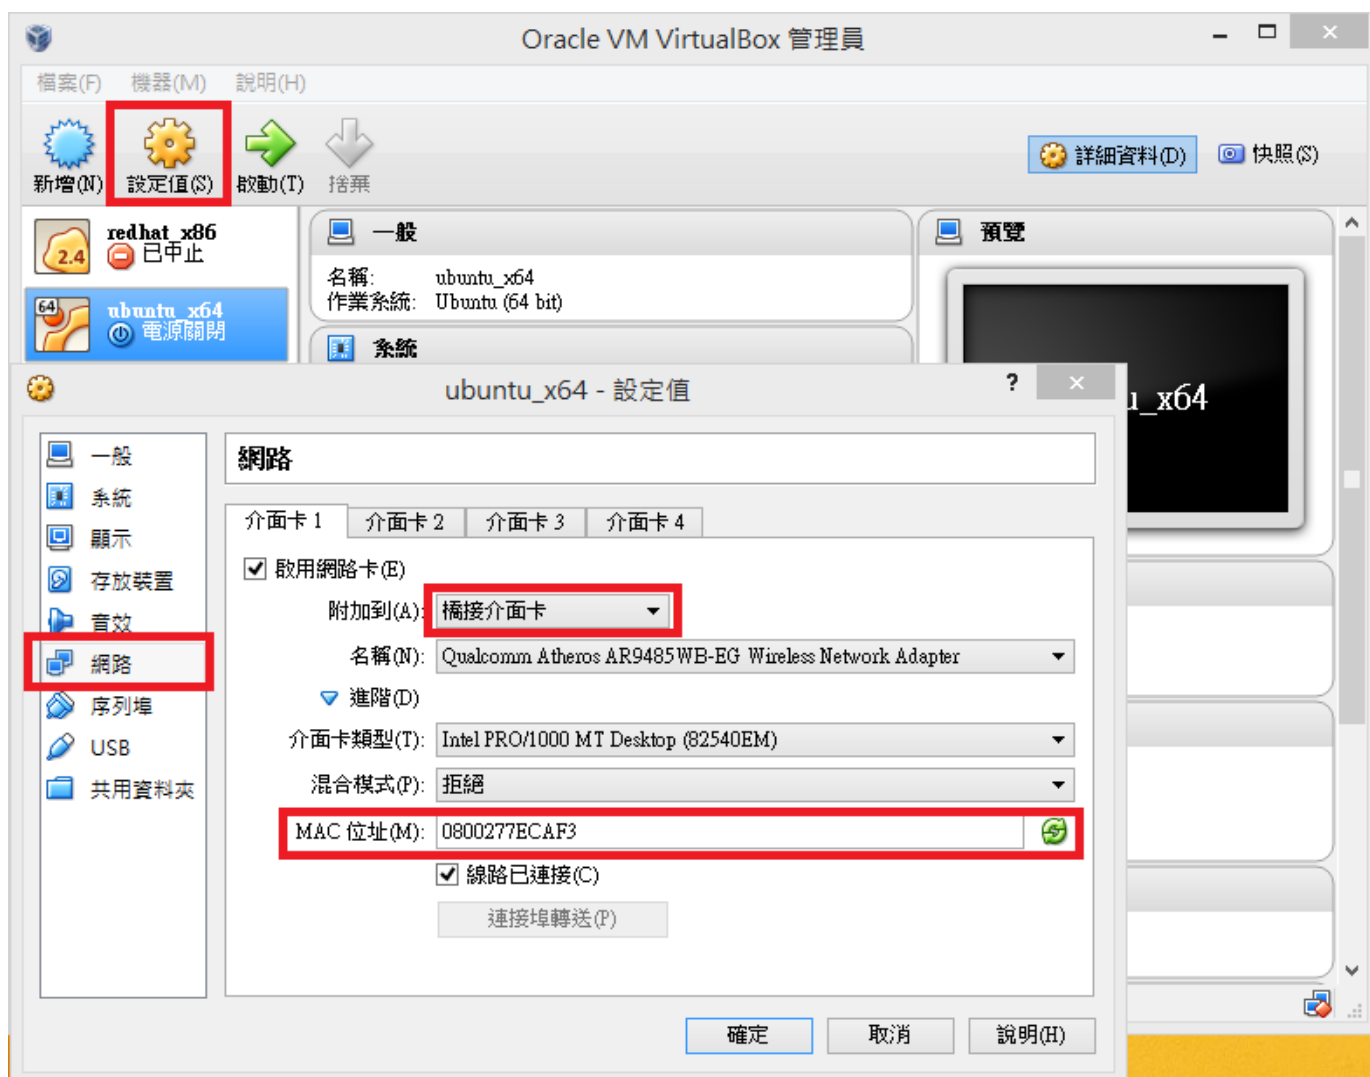 Oracle VM VirtualBox 管理員
檔案(F) 機器(M) 說明(H)
新增(N) 設定值(S) 啟動(T) 捨棄 詳細資料(D) 快照(S)
redhat_x86
2.4 已中止
64 ubuntu_x64
電源關閉
一般
名稱: ubuntu_x64
作業系統: Ubuntu (64 bit)
系統
預覽
u_x64
ubuntu_x64 - 設定值 ?
一般
系統
顯示
存放裝置
音效
網路
序列埠
USB
共用資料夾
網路
介面卡 1 介面卡 2 介面卡 3 介面卡 4
啟用網路卡(E)
附加到(A): 橋接介面卡
名稱(N): Qualcomm Atheros AR9485WB-EG Wireless Network Adapter
進階(D)
介面卡類型(T): Intel PRO/1000 MT Desktop (82540EM)
混合模式(P): 拒絕
MAC 位址(M): 0800277ECAF3
線路已連接(C)
連接埠轉送(P)
確定 取消 說明(H)